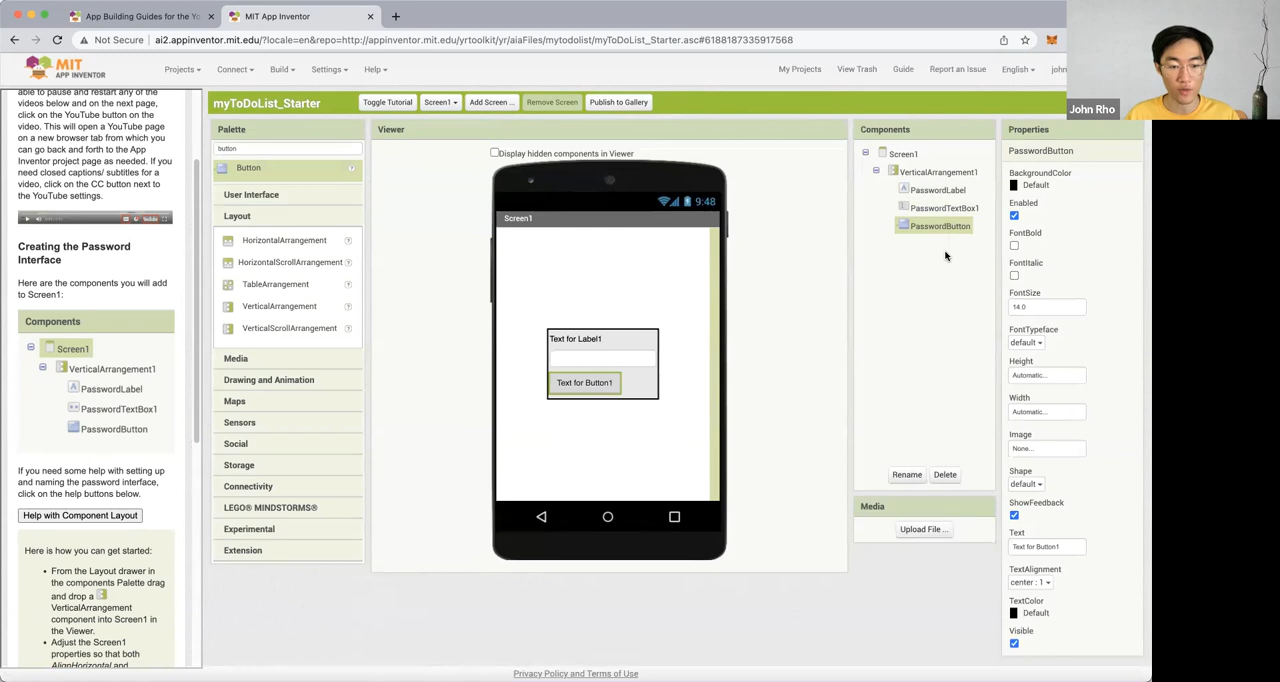 App Building Guides for the Yo
MIT App Inventor
Not Secure
ai2.appinventor.mit.edu/?locale=en&repo=http://appinventor.mit.edu/yrtoolkit/yr/aiaFiles/mytodolist/myToDoList_Starter.asc#6188187335917568
MIT
APP INVENTOR
Projects
Connect
Build
Settings
Help
My Projects
View Trash
Guide
Report an Issue
English
john
John Rho
myToDoList_Starter
Toggle Tutorial
Screen1
Add Screen ...
Remove Screen
Publish to Gallery
able to pause and restart any of the
videos below and on the next page,
click on the YouTube button on the
video. This will open a YouTube page
on a new browser tab from which you
can go back and forth to the App
Inventor project page as needed. If you
need closed captions/ subtitles for a
video, click on the CC button next to
the YouTube settings.
Creating the Password
Interface
Here are the components you will add
to Screen1:
Components
Screen1
VerticalArrangement1
PasswordLabel
PasswordTextBox1
PasswordButton
If you need some help with setting up
and naming the password interface,
click on the help buttons below.
Help with Component Layout
Here is how you can get started:
• From the Layout drawer in
the components Palette drag
and drop a
VerticalArrangement
component into Screen1 in
the Viewer.
• Adjust the Screen1
properties so that both
AlignHorizontal and
Palette
button
Button
User Interface
Layout
HorizontalArrangement
HorizontalScrollArrangement
TableArrangement
VerticalArrangement
VerticalScrollArrangement
Media
Drawing and Animation
Maps
Sensors
Social
Storage
Connectivity
LEGO® MINDSTORMS®
Experimental
Extension
Viewer
Display hidden components in Viewer
9:48
Screen1
Text for Label1
Text for Button1
Components
Screen1
VerticalArrangement1
PasswordLabel
PasswordTextBox1
PasswordButton
Rename
Delete
Media
Upload File ...
Properties
PasswordButton
BackgroundColor
Default
Enabled
FontBold
FontItalic
FontSize
14.0
FontTypeface
default
Height
Automatic...
Width
Automatic...
Image
None...
Shape
default
ShowFeedback
Text
Text for Button1
TextAlignment
center : 1
TextColor
Default
Visible
Privacy Policy and Terms of Use